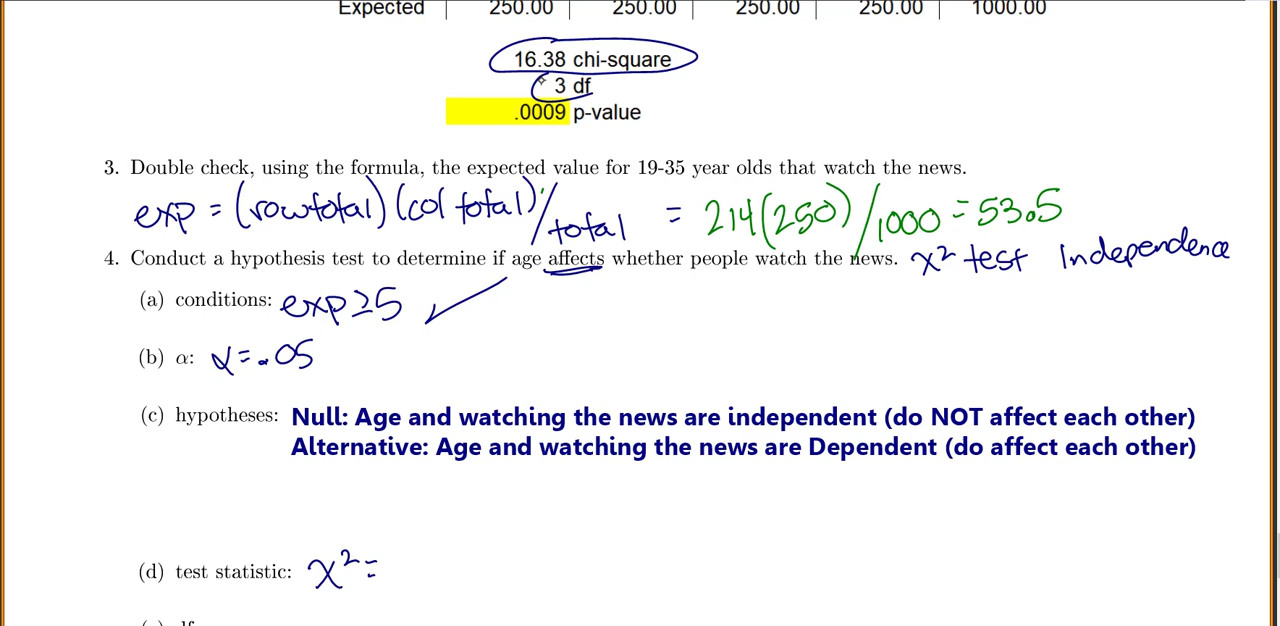 Expected 250.00 250.00 250.00 250.00 1000.00
16.38 chi-square
3 df
.0009 p-value
3. Double check, using the formula, the expected value for 19-35 year olds that watch the news.
exp = (row total) (col total) / total = 214(250)/1000 = 53.5
4. Conduct a hypothesis test to determine if age affects whether people watch the news. χ² test Independence
(a) conditions: exp ≥ 5 ✓
(b) α: α = .05
(c) hypotheses: Null: Age and watching the news are independent (do NOT affect each other)
Alternative: Age and watching the news are Dependent (do affect each other)
(d) test statistic: χ² =